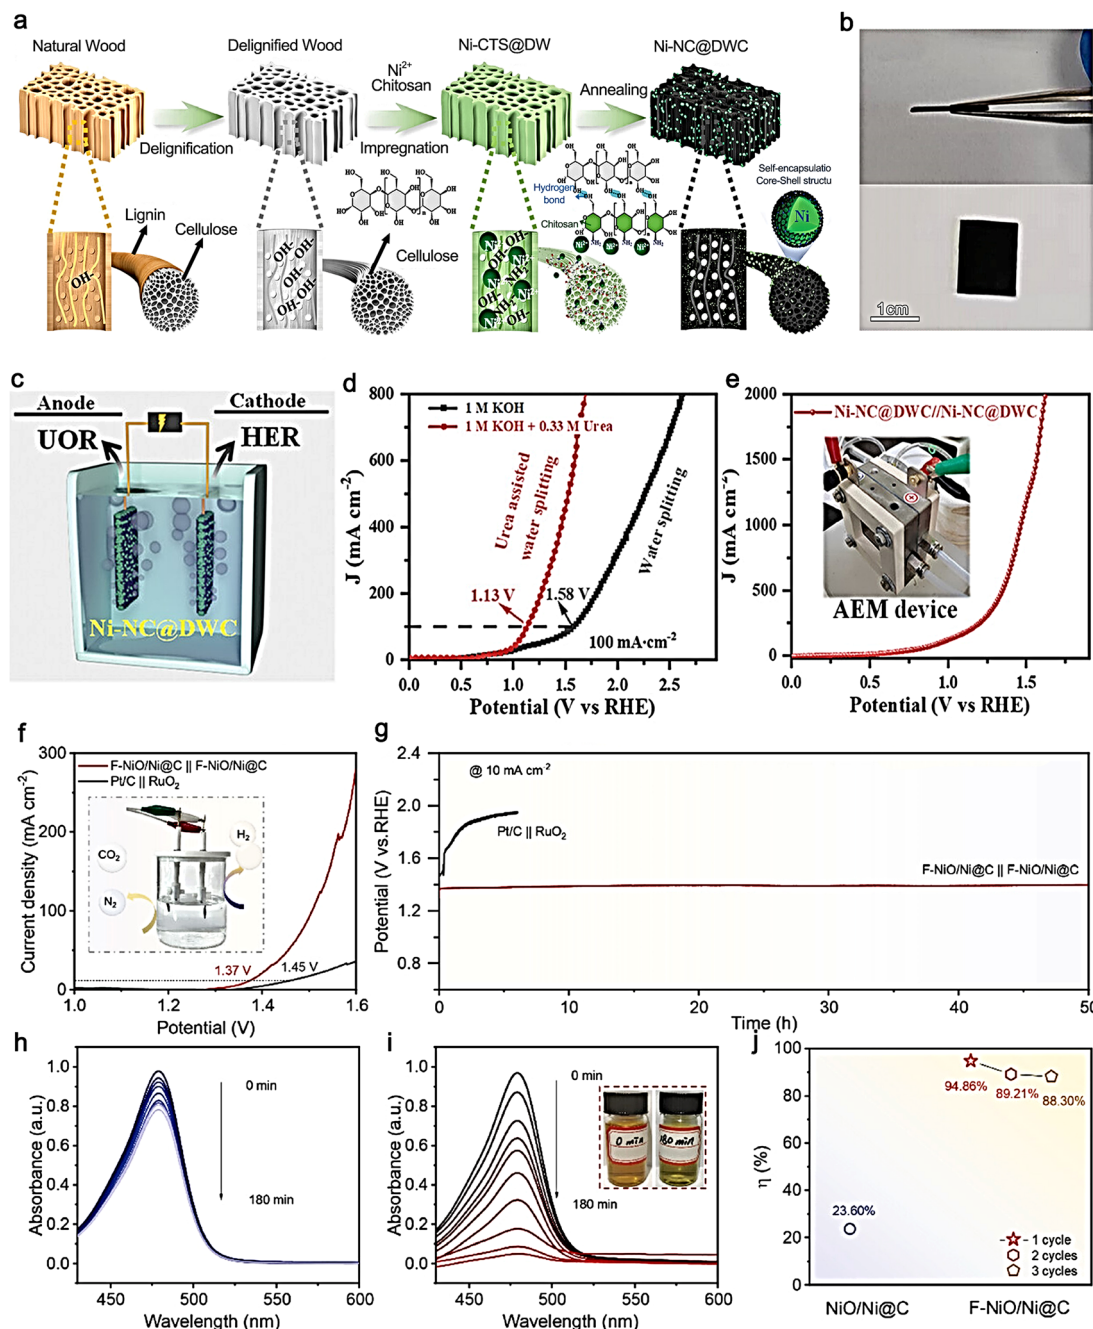 a
Natural Wood
Delignified Wood
Ni-CTS@DW
Ni-NC@DWC
Delignification
Ni2+
Chitosan
Impregnation
Annealing
Lignin
Cellulose
OH-
Cellulose
Hydrogen
bond
Chitosan
Self-encapsulatio
Core-Shell structu
Ni
b
1cm
c
Anode
Cathode
UOR
HER
Ni-NC@DWC
d
1 M KOH
1 M KOH + 0.33 M Urea
Urea assisted
water splitting
Water splitting
1.13 V
1.58 V
100 mA·cm-2
J (mA cm-2)
800
600
400
200
0
0.0 0.5 1.0 1.5 2.0 2.5
Potential (V vs RHE)
e
Ni-NC@DWC//Ni-NC@DWC
AEM device
J (mA cm-2)
2000
1500
1000
500
0
0.0 0.5 1.0 1.5
Potential (V vs RHE)
f
F-NiO/Ni@C || F-NiO/Ni@C
Pt/C || RuO2
CO2
N2
H2
1.37 V
1.45 V
Current density (mA cm-2)
300
200
100
0
1.0 1.2 1.4 1.6
Potential (V)
g
@ 10 mA cm-2
Pt/C || RuO2
F-NiO/Ni@C || F-NiO/Ni@C
Potential (V vs.RHE)
2.4
2.0
1.6
1.2
0.8
0 10 20 30 40 50
Time (h)
h
0 min
180 min
Absorbance (a.u.)
1.0
0.8
0.6
0.4
0.2
0.0
450 500 550 600
Wavelength (nm)
i
0 min
180 min
0 min
180 min
Absorbance (a.u.)
1.0
0.8
0.6
0.4
0.2
0.0
450 500 550 600
Wavelength (nm)
j
94.86%
89.21%
88.30%
23.60%
1 cycle
2 cycles
3 cycles
η (%)
100
80
60
40
20
0
NiO/Ni@C
F-NiO/Ni@C